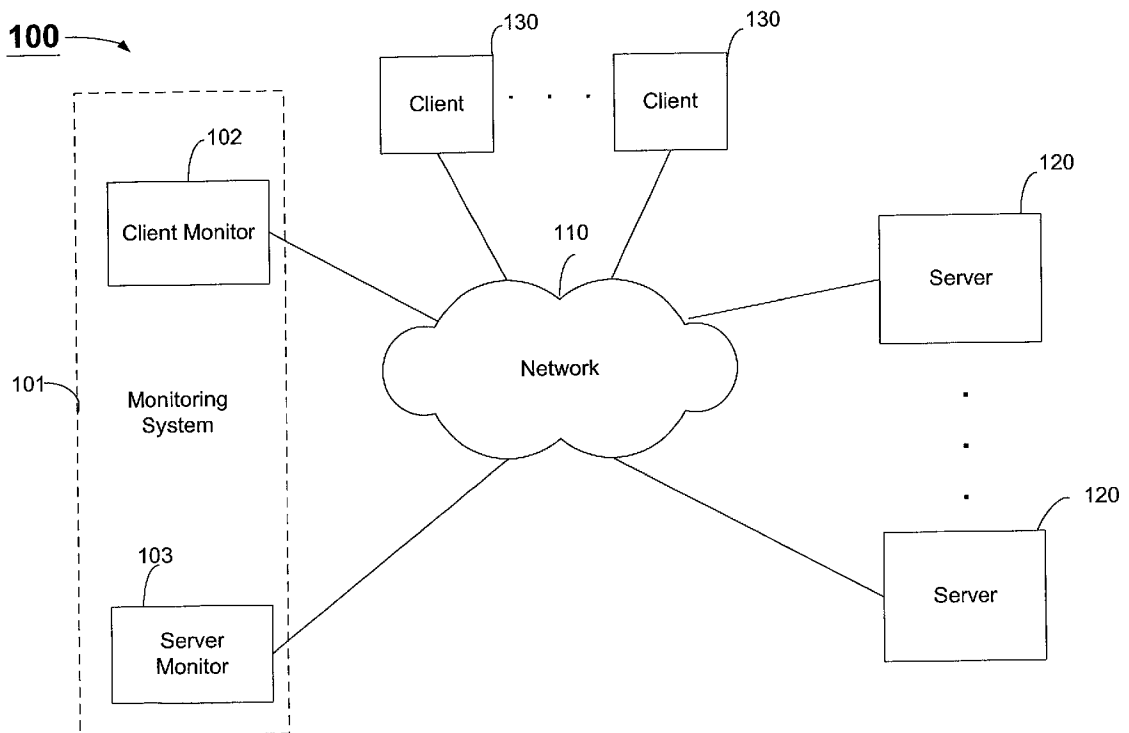 100
130
130
Client
. . .
Client
102
Client Monitor
120
Server
110
Network
101
Monitoring
System
.
.
.
120
Server
103
Server
Monitor